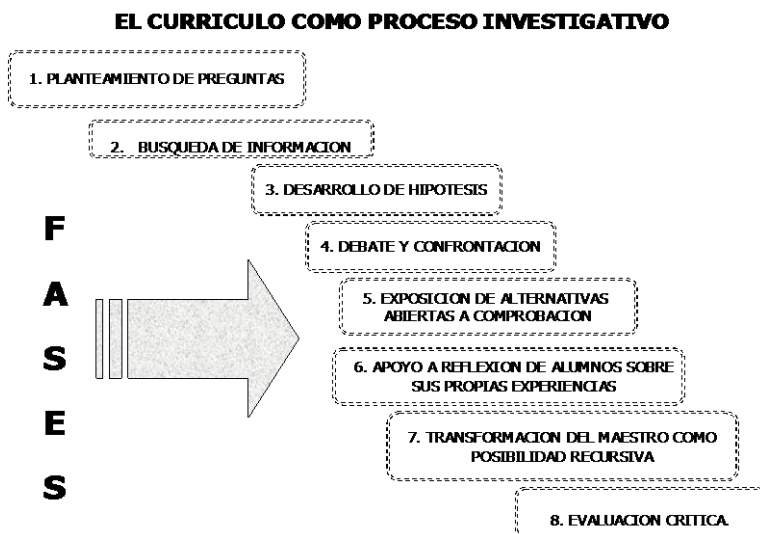 EL CURRICULO COMO PROCESO INVESTIGATIVO
1. PLANTEAMIENTO DE PREGUNTAS
2. BUSQUEDA DE INFORMACION
3. DESARROLLO DE HIPOTESIS
4. DEBATE Y CONFRONTACION
5. EXPOSICION DE ALTERNATIVAS
ABIERTAS A COMPROBACION
6. APOYO A REFLEXION DE ALUMNOS SOBRE
SUS PROPIAS EXPERIENCIAS
7. TRANSFORMACION DEL MAESTRO COMO
POSIBILIDAD RECURSIVA
8. EVALUACION CRITICA.
F
A
S
E
S